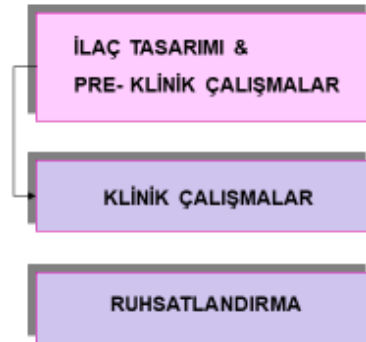 İLAÇ TASARIMI &
PRE- KLİNİK ÇALIŞMALAR
KLİNİK ÇALIŞMALAR
RUHSATLANDIRMA